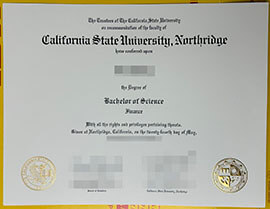 The Trustees of The California State University
on recommendation of the faculty of
California State University, Northridge
have conferred upon
the Degree of
Bachelor of Science
Finance
With all the rights and privileges pertaining thereto.
Given at Northridge, California, on the twenty-fourth day of May,